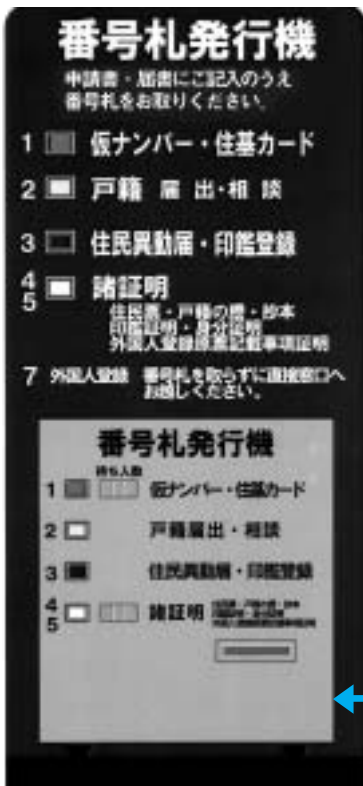 番号札発行機
申請書・届書にご記入のうえ
番号札をお取りください。
1 仮ナンバー・住基カード
2 戸籍 届出・相談
3 住民異動届・印鑑登録
4 諸証明
5 住民票・戸籍の謄・抄本
印鑑証明・身分証明
外国人登録原票記載事項証明
7 外国人登録 番号札を取らずに直接窓口へ
お越しください。
番号札発行機
待ち人数
1 仮ナンバー・住基カード
2 戸籍届出・相談
3 住民異動届・印鑑登録
4 諸証明
5